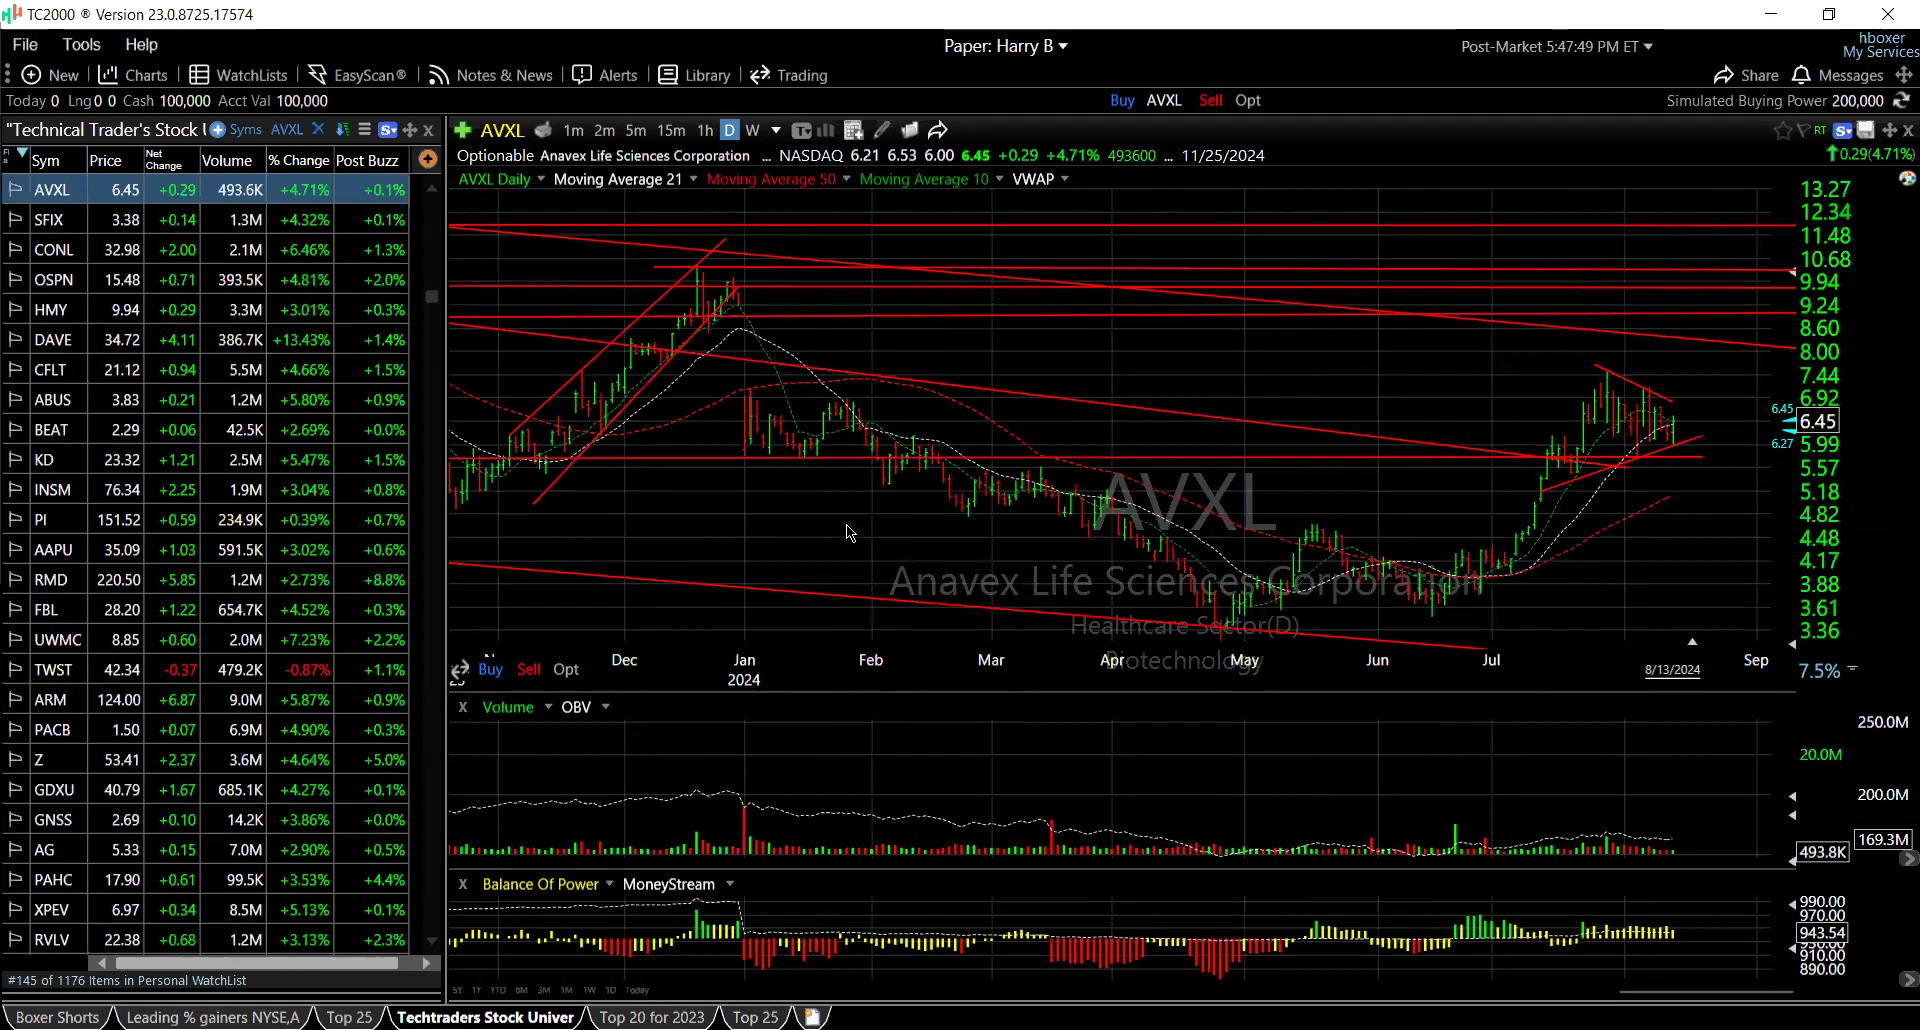 TC2000 ® Version 23.0.8725.17574
File Tools Help
Paper: Harry B
Post-Market 5:47:49 PM ET
hboxer
My Services
New Charts WatchLists EasyScan® Notes & News Alerts Library Trading
Share Messages
Today 0 Lng 0 0 Cash 100,000 Acct Val 100,000
Buy AVXL Sell Opt
Simulated Buying Power 200,000
"Technical Trader's Stock U Syms AVXL
Sym Price Net Change Volume % Change Post Buzz
AVXL 6.45 +0.29 493.6K +4.71% +0.1%
SFIX 3.38 +0.14 1.3M +4.32% +0.1%
CONL 32.98 +2.00 2.1M +6.46% +1.3%
OSPN 15.48 +0.71 393.5K +4.81% +2.0%
HMY 9.94 +0.29 3.3M +3.01% +0.3%
DAVE 34.72 +4.11 386.7K +13.43% +1.4%
CFLT 21.12 +0.94 5.5M +4.66% +1.5%
ABUS 3.83 +0.21 1.2M +5.80% +0.9%
BEAT 2.29 +0.06 42.5K +2.69% +0.0%
KD 23.32 +1.21 2.5M +5.47% +1.5%
INSM 76.34 +2.25 1.9M +3.04% +0.8%
PI 151.52 +0.59 234.9K +0.39% +0.7%
AAPU 35.09 +1.03 591.5K +3.02% +0.6%
RMD 220.50 +5.85 1.2M +2.73% +8.8%
FBL 28.20 +1.22 654.7K +4.52% +0.3%
UWMC 8.85 +0.60 2.0M +7.23% +2.2%
TWST 42.34 -0.37 479.2K -0.87% +1.1%
ARM 124.00 +6.87 9.0M +5.87% +0.9%
PACB 1.50 +0.07 6.9M +4.90% +0.3%
Z 53.41 +2.37 3.6M +4.64% +5.0%
GDXU 40.79 +1.67 685.1K +4.27% +0.1%
GNSS 2.69 +0.10 14.2K +3.86% +0.0%
AG 5.33 +0.15 7.0M +2.90% +0.5%
PAHC 17.90 +0.61 99.5K +3.53% +4.4%
XPEV 6.97 +0.34 8.5M +5.13% +0.1%
RVLV 22.38 +0.68 1.2M +3.13% +2.3%
#145 of 1176 Items in Personal WatchList
AVXL 1m 2m 5m 15m 1h D W
RT
Optionable Anavex Life Sciences Corporation ... NASDAQ 6.21 6.53 6.00 6.45 +0.29 +4.71% 493600 ... 11/25/2024
0.29(4.71%)
AVXL Daily Moving Average 21 Moving Average 50 Moving Average 10 VWAP
13.27
12.34
11.48
10.68
9.94
9.24
8.60
8.00
7.44
6.92
6.45 6.45
6.27 5.99
5.57
5.18
4.82
4.48
4.17
3.88
3.61
3.36
AVXL
Anavex Life Sciences Corporation
Healthcare Sector(D)
Biotechnology
Dec Jan Feb Mar Apr May Jun Jul Sep
2024
8/13/2024
7.5%
Buy Sell Opt
X Volume OBV
250.0M
20.0M
200.0M
169.3M
493.8K
X Balance Of Power MoneyStream
990.00
970.00
943.54
910.00
890.00
5Y 1Y YTD 6M 3M 1M 1W 1D Today
Boxer Shorts Leading % gainers NYSE,A Top 25 Techtraders Stock Univer Top 20 for 2023 Top 25